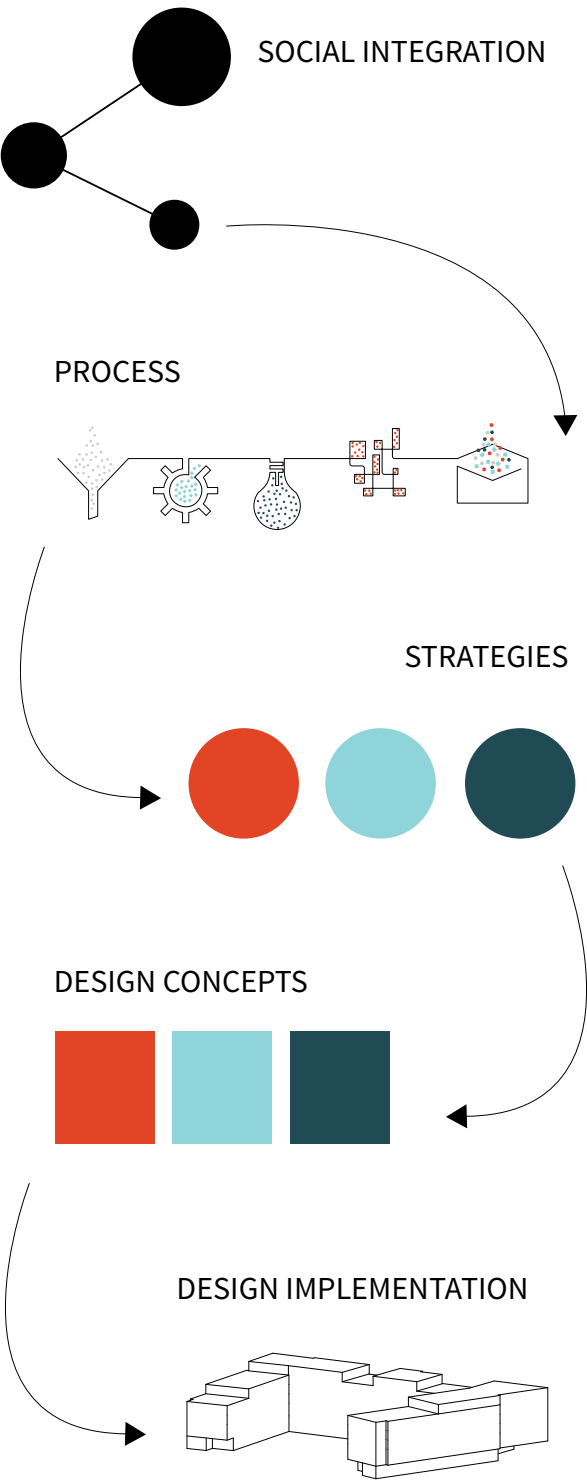 SOCIAL INTEGRATION
PROCESS
STRATEGIES
DESIGN CONCEPTS
DESIGN IMPLEMENTATION